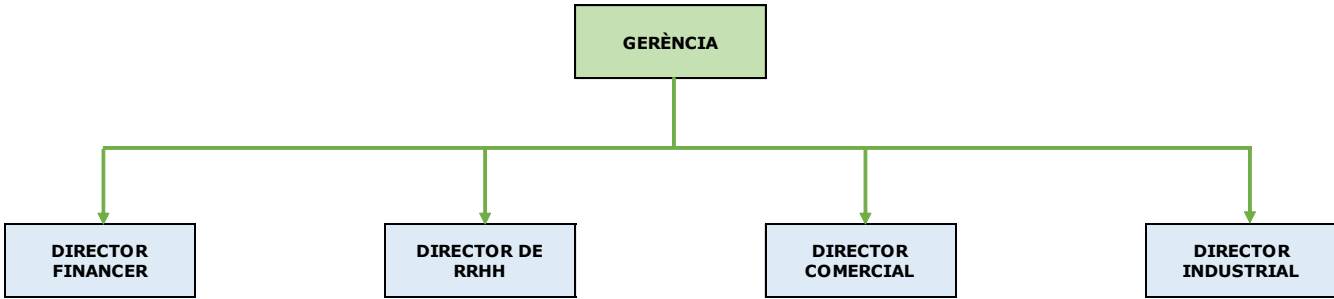 GERÈNCIA
DIRECTOR
FINANCER
DIRECTOR DE
RRHH
DIRECTOR
COMERCIAL
DIRECTOR
INDUSTRIAL